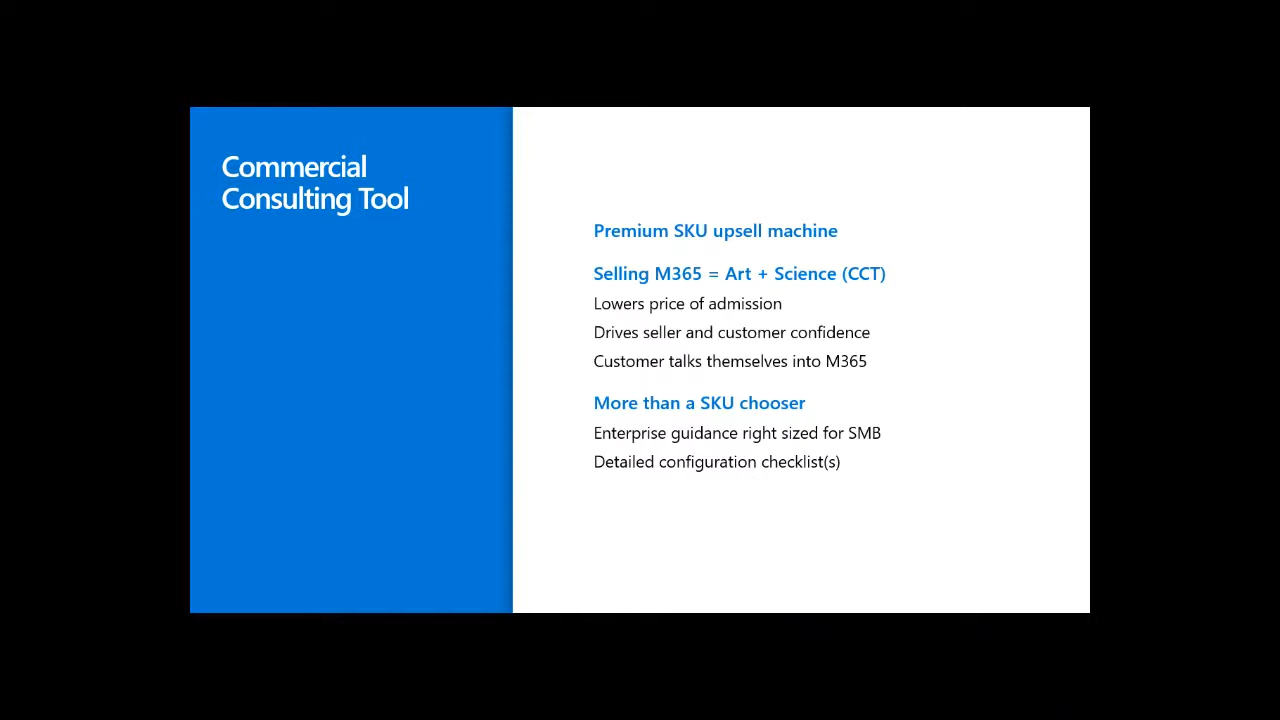 Commercial
Consulting Tool
Premium SKU upsell machine
Selling M365 = Art + Science (CCT)
Lowers price of admission
Drives seller and customer confidence
Customer talks themselves into M365
More than a SKU chooser
Enterprise guidance right sized for SMB
Detailed configuration checklist(s)